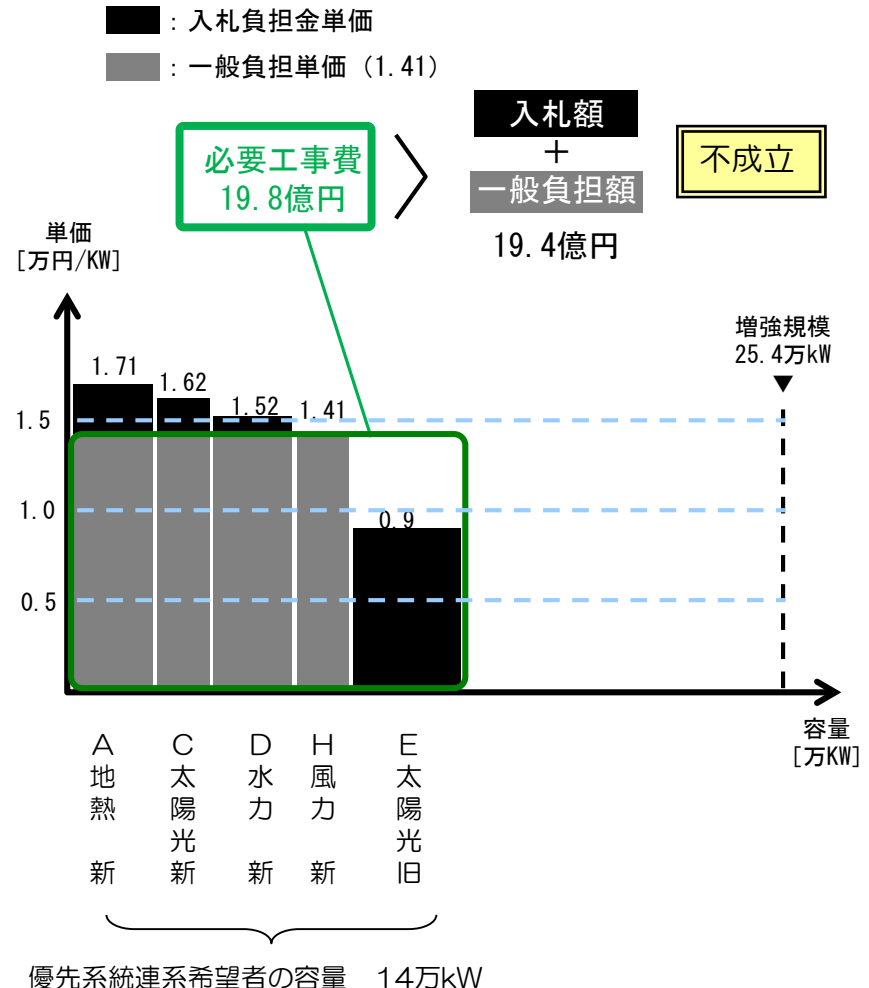 ：入札負担金単価
：一般負担単価（1.41）
必要工事費
19.8億円
入札額
＋
一般負担額
19.4億円
不成立
単価
[万円/KW]
増強規模
25.4万kW
▼
1.71
1.62
1.52
1.41
0.9
1.5
1.0
0.5
容量
[万KW]
A地熱　新
C太陽光新
D水力　新
H風力　新
E太陽光旧
優先系統連系希望者の容量　14万kW